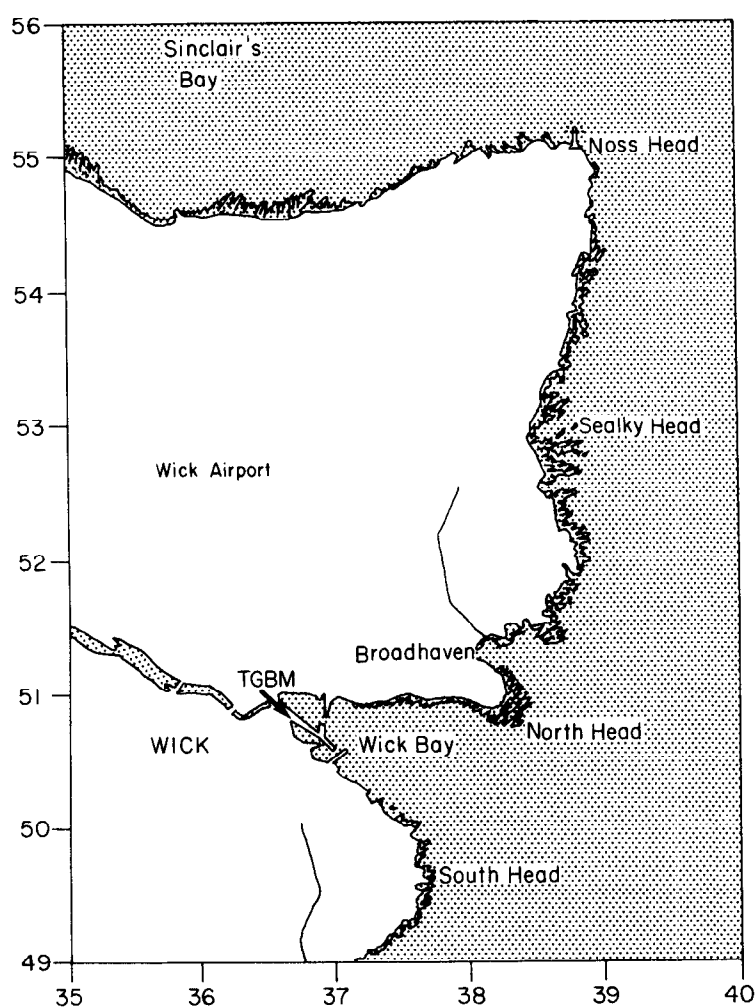 56
Sinclair's
Bay
Noss Head
55
54
53
Sealky Head
Wick Airport
52
Broadhaven
TGBM
51
North Head
WICK
Wick Bay
50
South Head
49
35 36 37 38 39 40